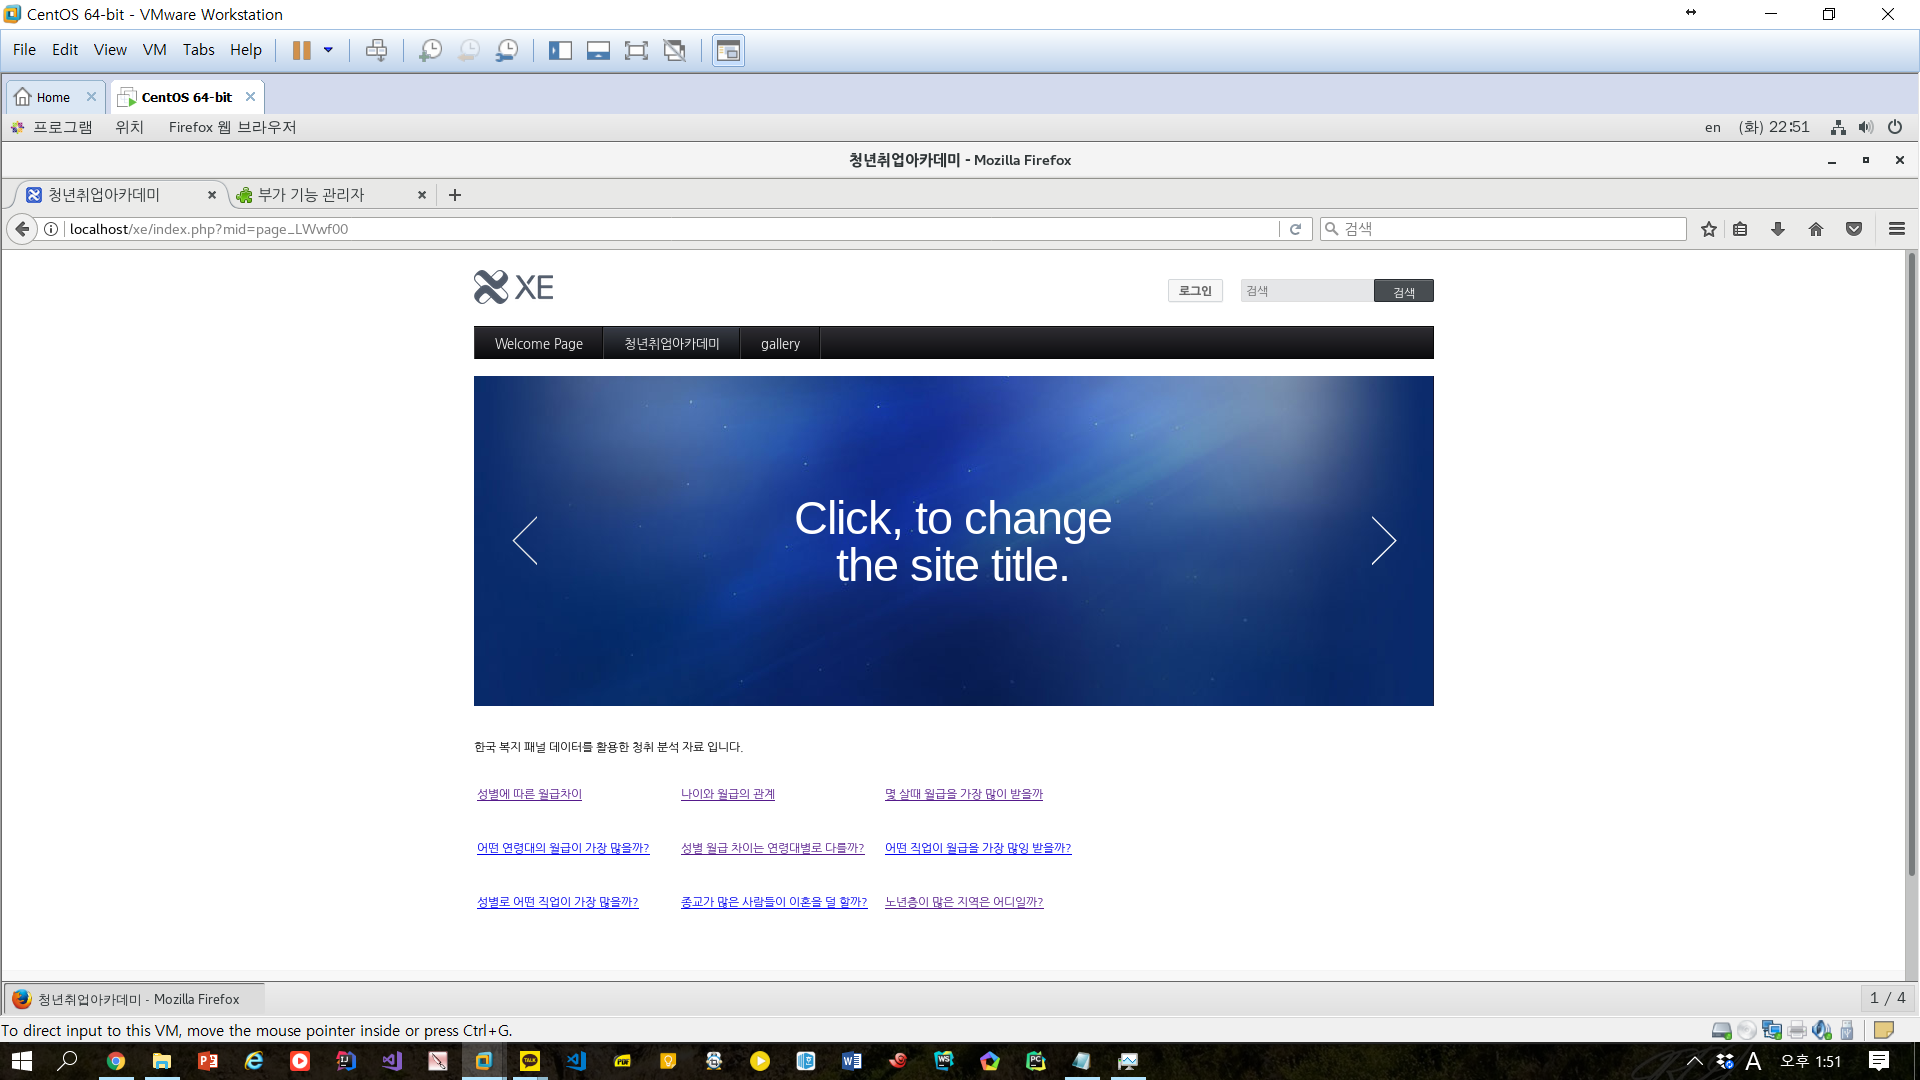 CentOS 64-bit - VMware Workstation
File Edit View VM Tabs Help
Home CentOS 64-bit
프로그램 위치 Firefox 웹 브라우저 en (화) 22:51
청년취업아카데미 - Mozilla Firefox
청년취업아카데미 부가 기능 관리자
localhost/xe/index.php?mid=page_LWwf00 검색
XE 로그인 검색 검색
Welcome Page 청년취업아카데미 gallery
Click, to change
the site title.
한국 복지 패널 데이터를 활용한 청취 분석 자료 입니다.
성별에 따른 월급차이 나이와 월급의 관계 몇 살때 월급을 가장 많이 받을까
어떤 연령대의 월급이 가장 많을까? 성별 월급 차이는 연령대별로 다를까? 어떤 직업이 월급을 가장 많잉 받을까?
성별로 어떤 직업이 가장 많을까? 종교가 많은 사람들이 이혼을 덜 할까? 노년층이 많은 지역은 어디일까?
청년취업아카데미 - Mozilla Firefox 1 / 4
To direct input to this VM, move the mouse pointer inside or press Ctrl+G.
A 오후 1:51